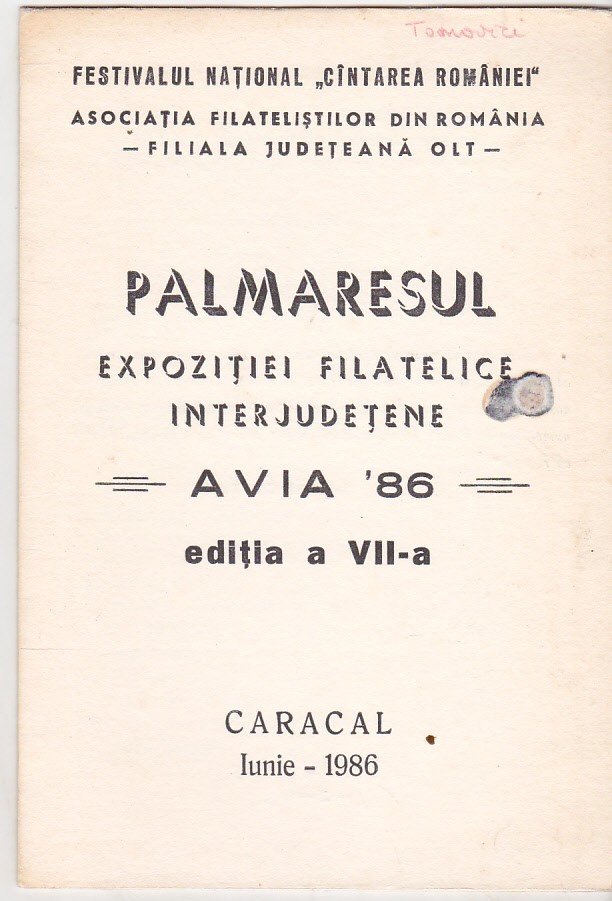 Tomovici
FESTIVALUL NAȚIONAL „CÎNTAREA ROMÂNIEI“
ASOCIAȚIA FILATELIȘTILOR DIN ROMÂNIA
— FILIALA JUDEȚEANĂ OLT —
PALMARESUL
EXPOZIȚIEI FILATELICE
INTERJUDEȚENE
AVIA '86
ediția a VII-a
CARACAL
Iunie - 1986